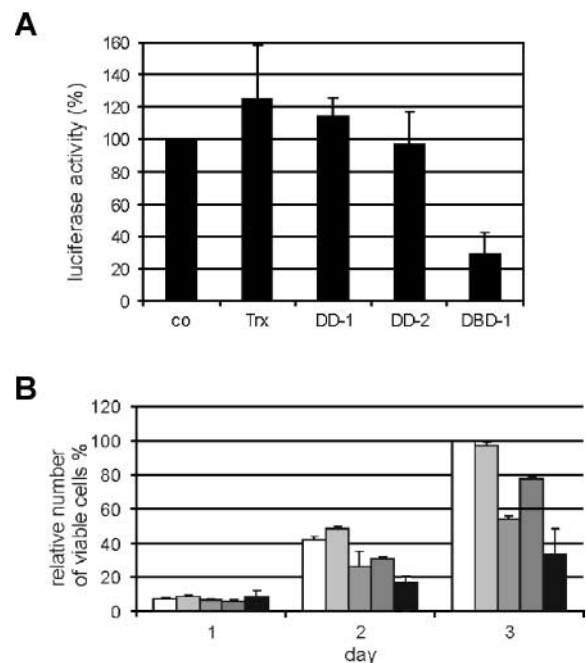 A
luciferase activity (%)
160
140
120
100
80
60
40
20
0
co Trx DD-1 DD-2 DBD-1
B
relative number
of viable cells %
120
100
80
60
40
20
0
1 2 3
day